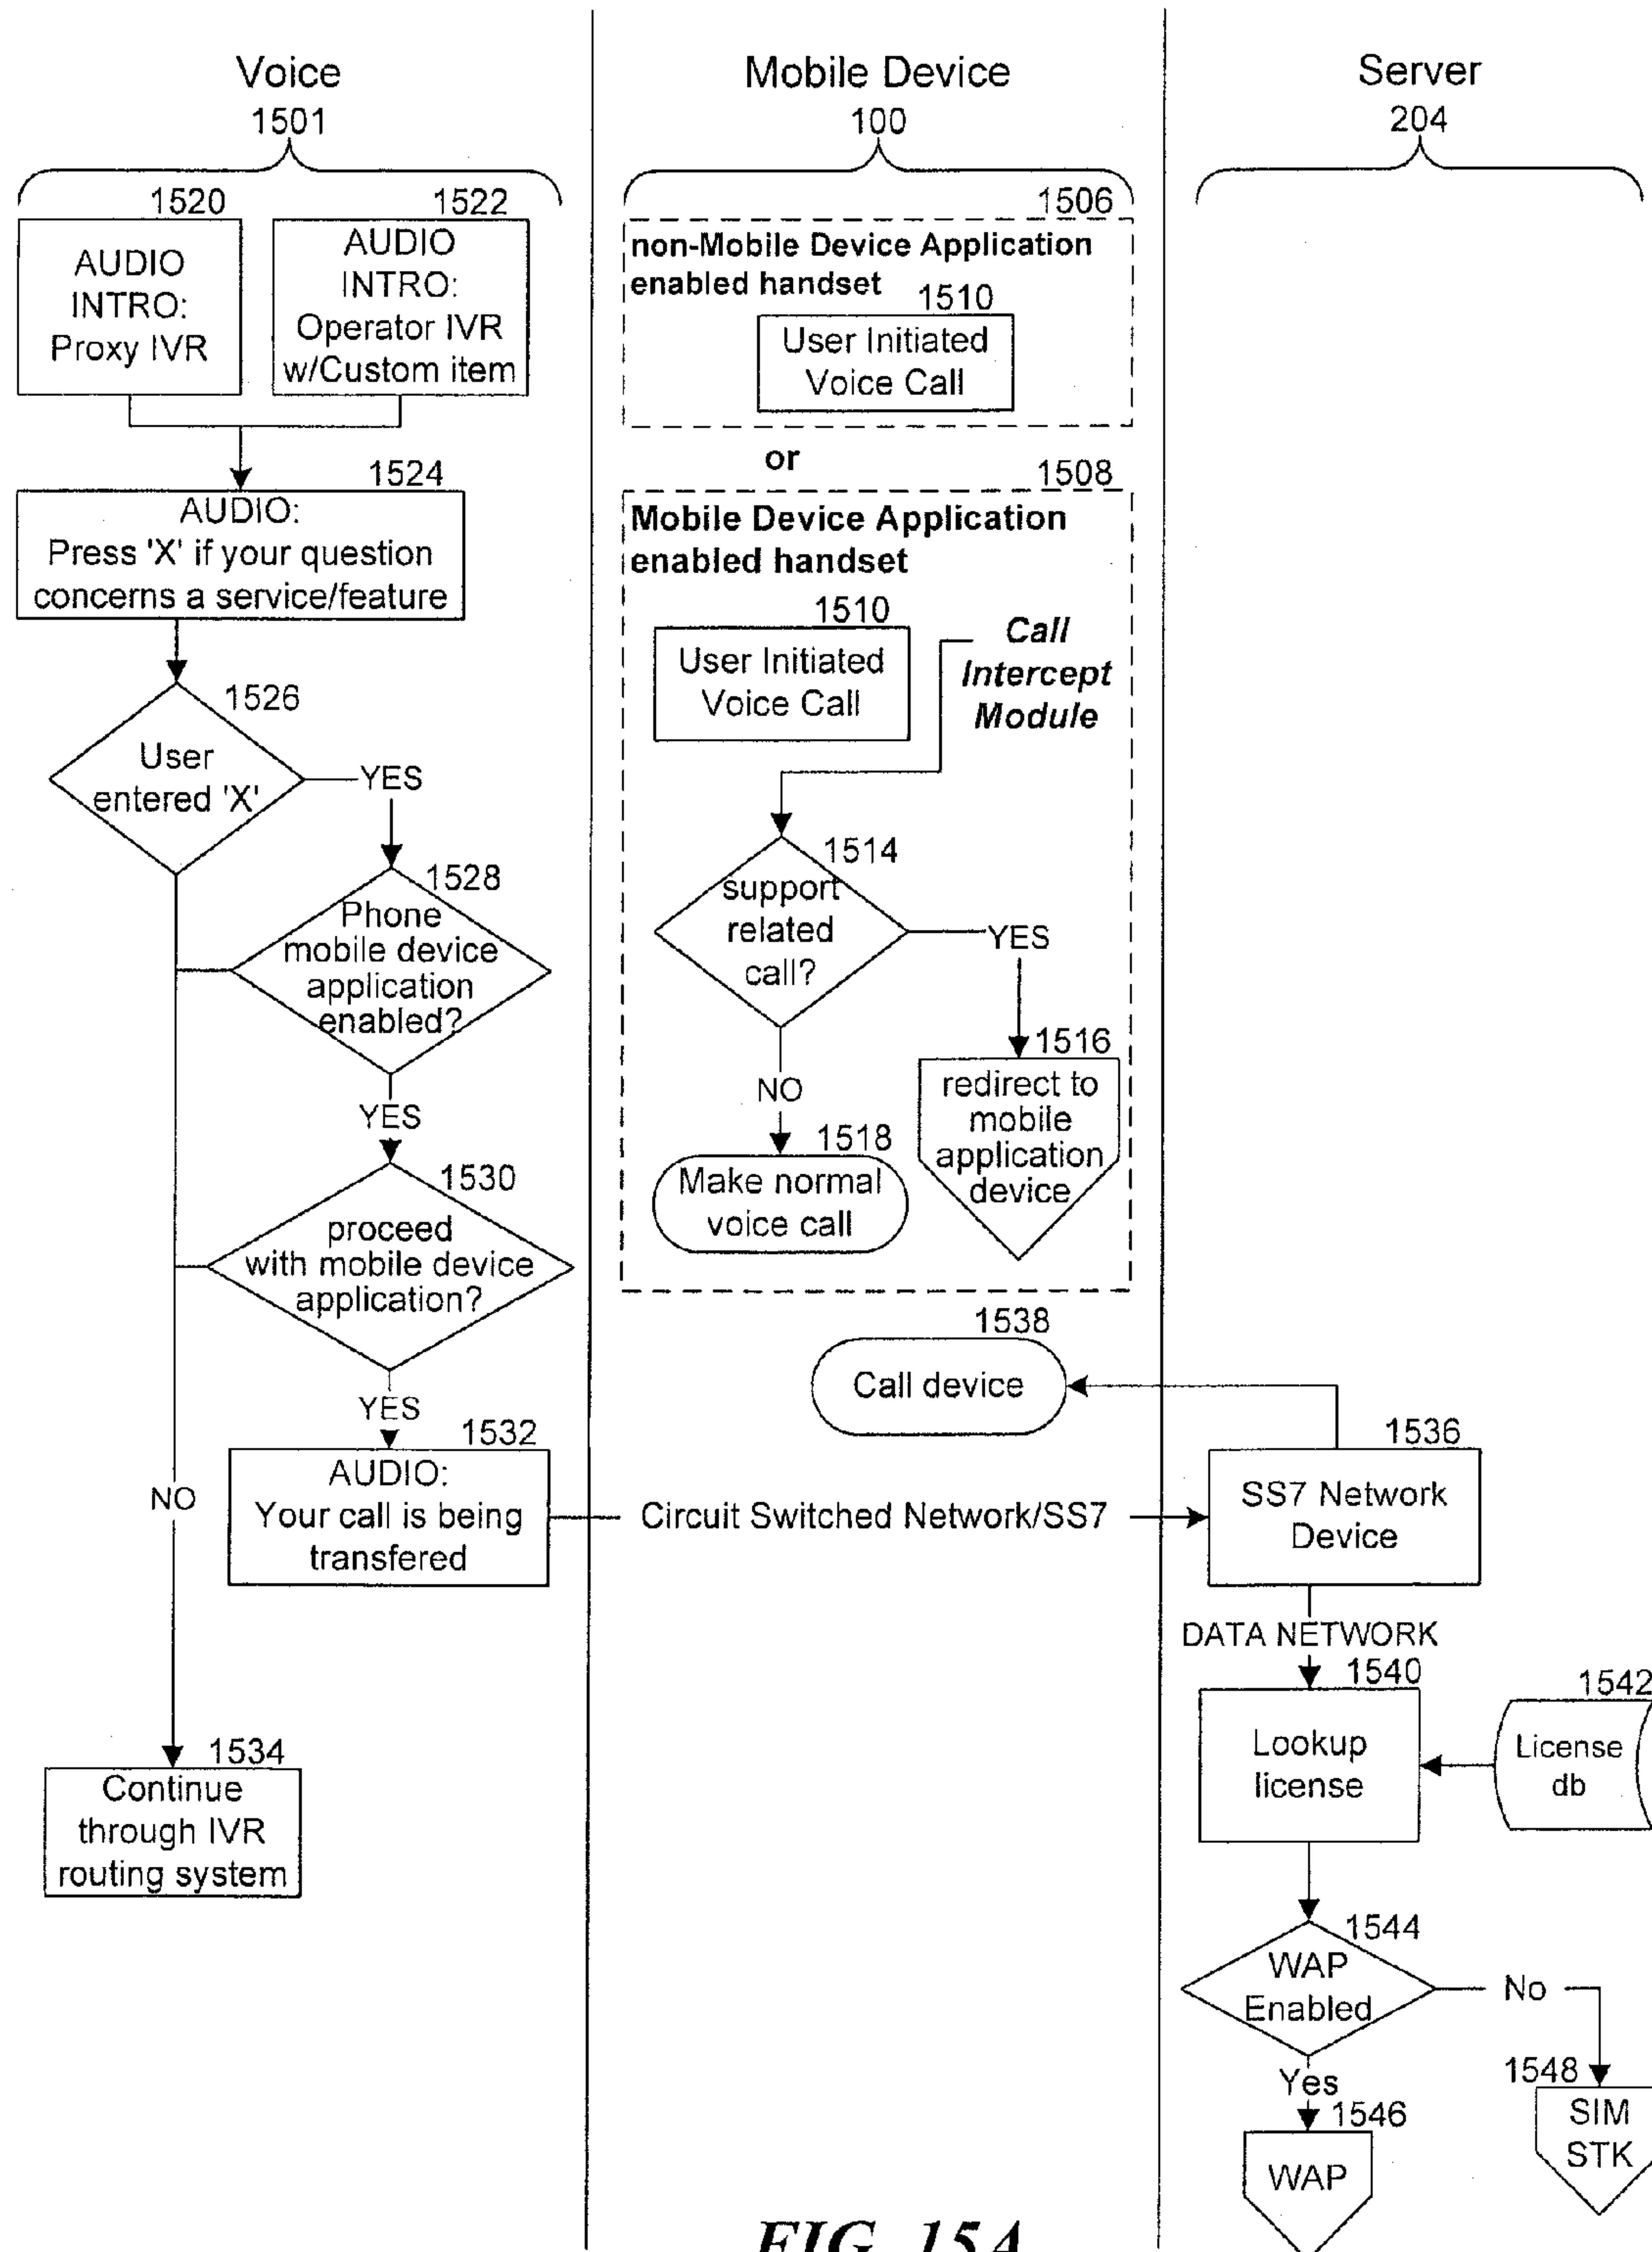 Voice
1501
1520
AUDIO
INTRO:
Proxy IVR
1522
AUDIO
INTRO:
Operator IVR
w/Custom item
1524
AUDIO:
Press 'X' if your question
concerns a service/feature
1526
User
entered 'X'
YES
1528
Phone
mobile device
application
enabled?
YES
1530
proceed
with mobile device
application?
YES
1532
AUDIO:
Your call is being
transfered
NO
1534
Continue
through IVR
routing system
Mobile Device
100
1506
non-Mobile Device Application
enabled handset
1510
User Initiated
Voice Call
or
1508
Mobile Device Application
enabled handset
1510
User Initiated
Voice Call
Call
Intercept
Module
1514
support
related
call?
YES
NO
1516
redirect to
mobile
application
device
1518
Make normal
voice call
1538
Call device
Circuit Switched Network/SS7
Server
204
1536
SS7 Network
Device
DATA NETWORK
1540
Lookup
license
1542
License
db
1544
WAP
Enabled
No
Yes
1546
WAP
1548
SIM
STK
FIG. 15A